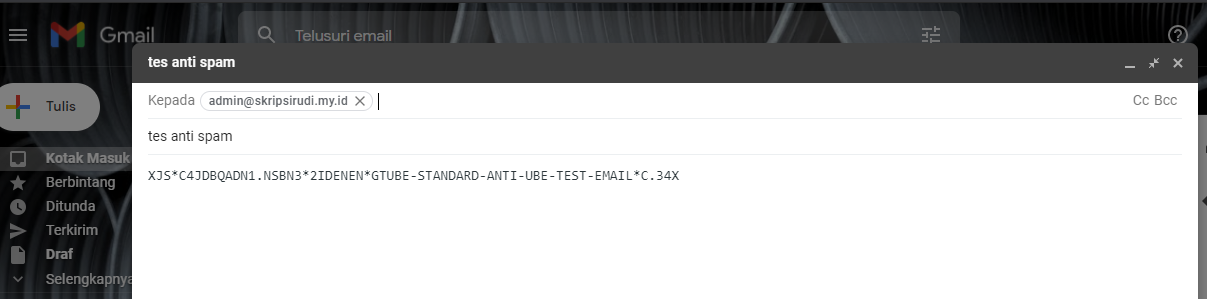 Gmail
Telusuri email
tes anti spam
Kepada admin@skripsirudi.my.id
Cc Bcc
Tulis
tes anti spam
Kotak Masuk
XJS*C4JDBQADN1.NSBN3*2IDENEN*GTUBE-STANDARD-ANTI-UBE-TEST-EMAIL*C.34X
Berbintang
Ditunda
Terkirim
Draf
Selengkapnya